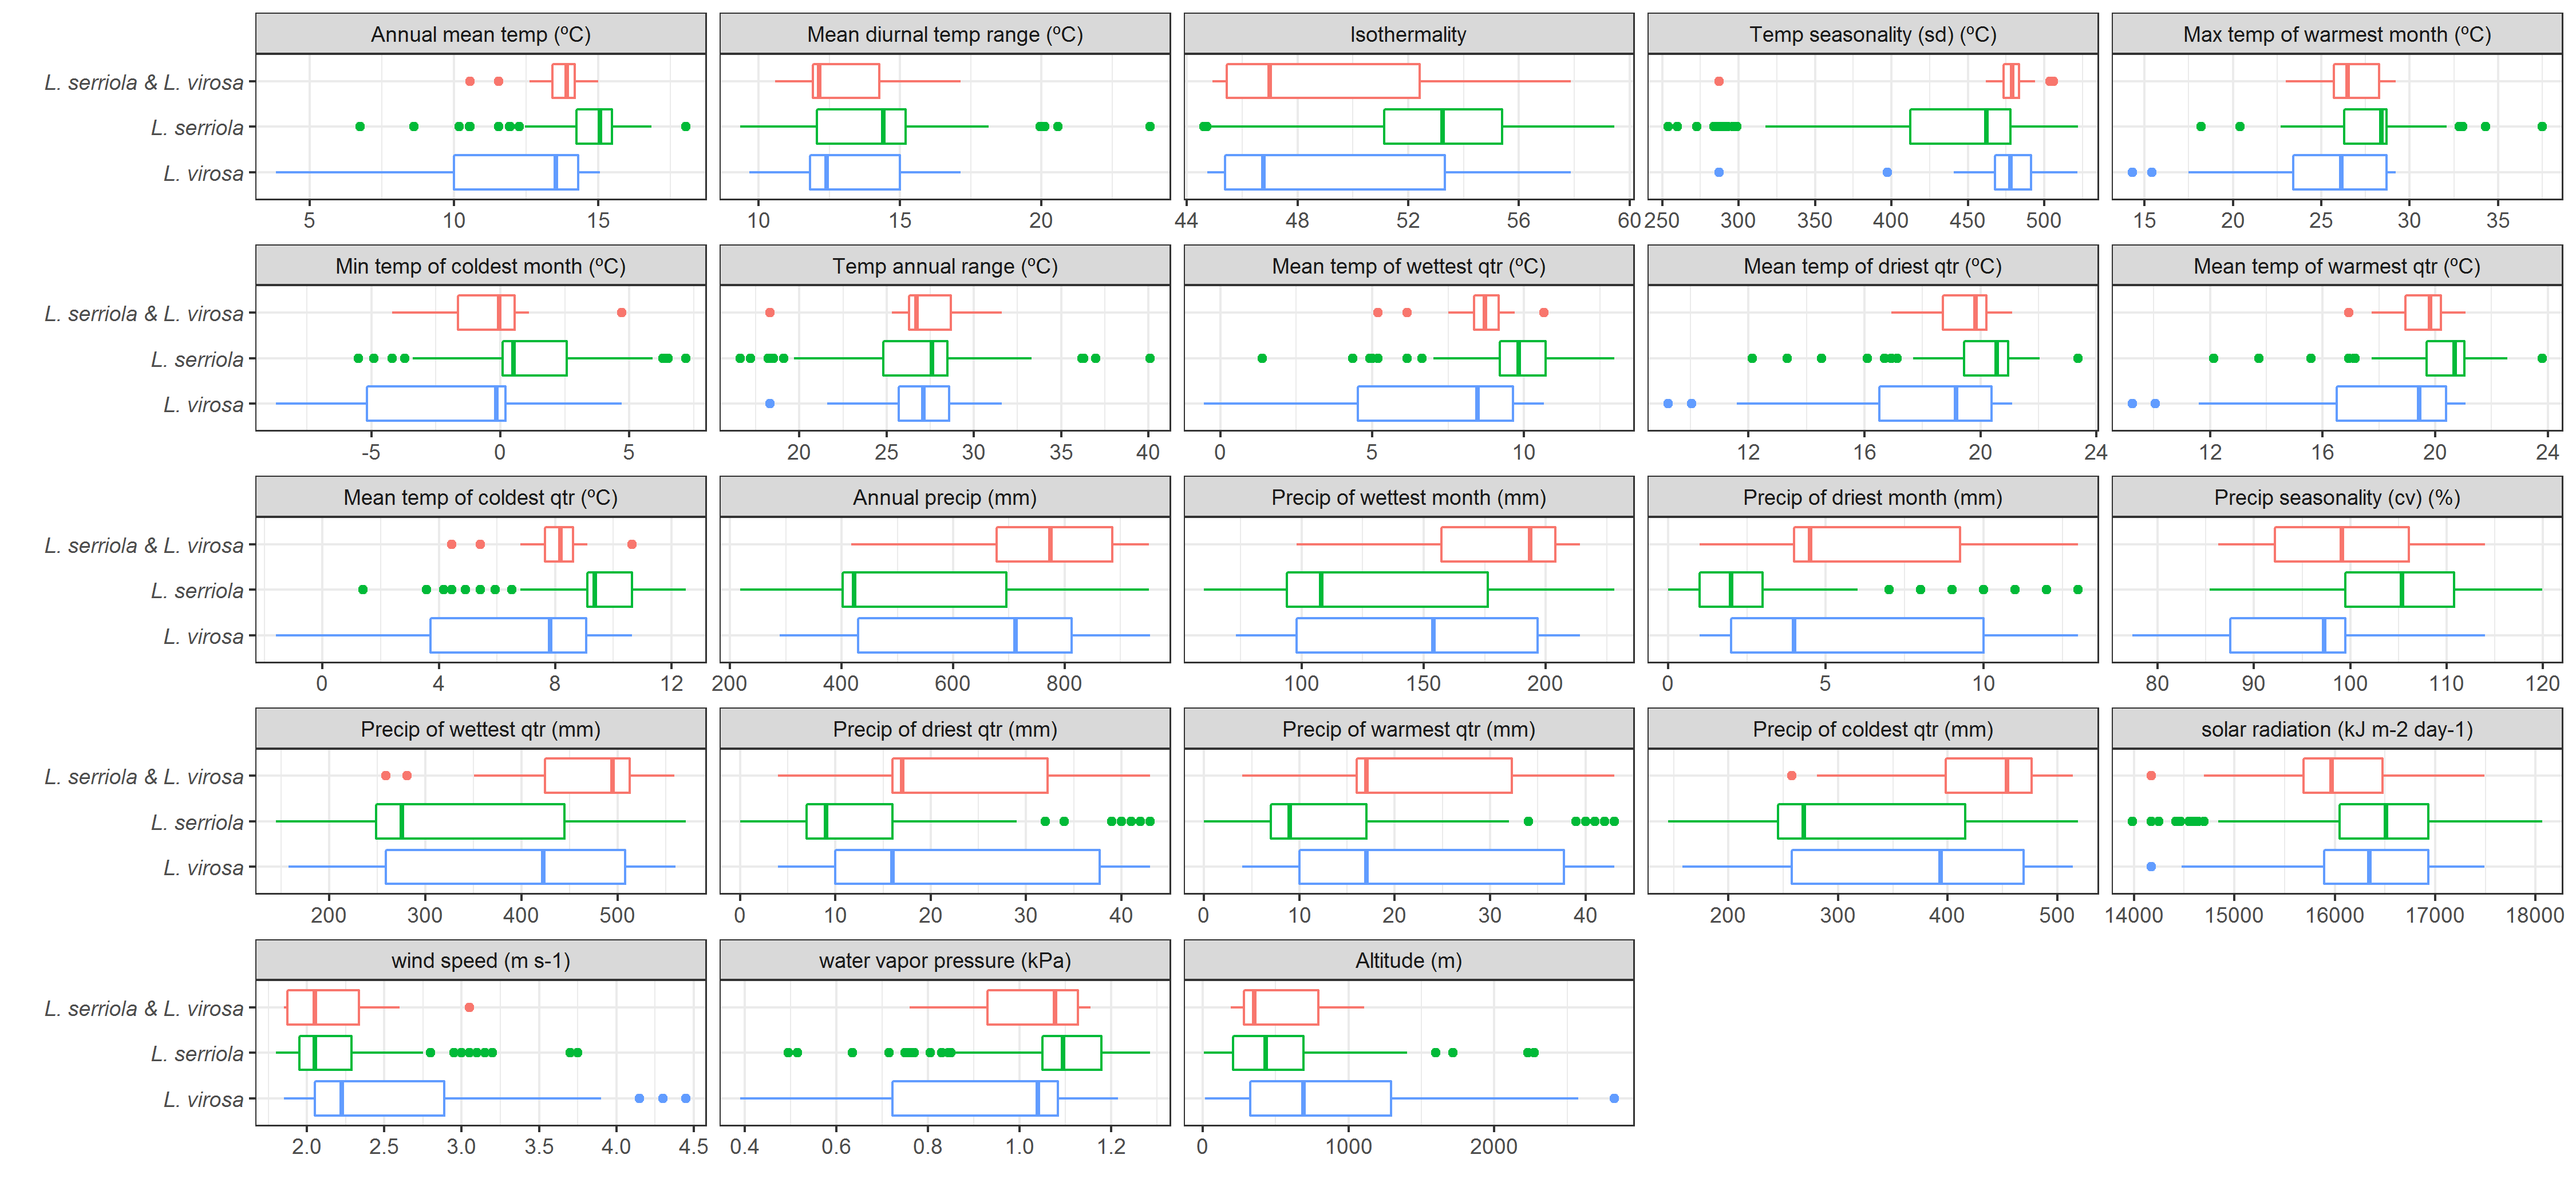 Annual mean temp (ºC) Mean diurnal temp range (ºC) Isothermality Temp seasonality (sd) (ºC) Max temp of warmest month (ºC)
L. serriola & L. virosa
L. serriola
L. virosa
5 10 15 10 15 20 44 48 52 56 60 250 300 350 400 450 500 15 20 25 30 35
Min temp of coldest month (ºC) Temp annual range (ºC) Mean temp of wettest qtr (ºC) Mean temp of driest qtr (ºC) Mean temp of warmest qtr (ºC)
L. serriola & L. virosa
L. serriola
L. virosa
-5 0 5 20 25 30 35 40 0 5 10 12 16 20 24 12 16 20 24
Mean temp of coldest qtr (ºC) Annual precip (mm) Precip of wettest month (mm) Precip of driest month (mm) Precip seasonality (cv) (%)
L. serriola & L. virosa
L. serriola
L. virosa
0 4 8 12 200 400 600 800 100 150 200 0 5 10 80 90 100 110 120
Precip of wettest qtr (mm) Precip of driest qtr (mm) Precip of warmest qtr (mm) Precip of coldest qtr (mm) solar radiation (kJ m-2 day-1)
L. serriola & L. virosa
L. serriola
L. virosa
200 300 400 500 0 10 20 30 40 0 10 20 30 40 200 300 400 500 14000 15000 16000 17000 18000
wind speed (m s-1) water vapor pressure (kPa) Altitude (m)
L. serriola & L. virosa
L. serriola
L. virosa
2.0 2.5 3.0 3.5 4.0 4.5 0.4 0.6 0.8 1.0 1.2 0 1000 2000